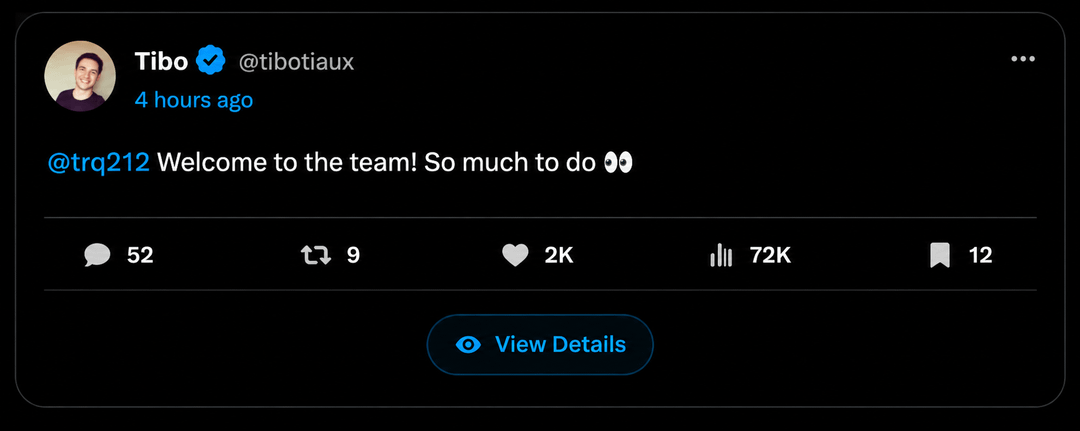 Tibo @tibotiaux
4 hours ago
@trq212 Welcome to the team! So much to do 👀
52 9 2K 72K 12
View Details